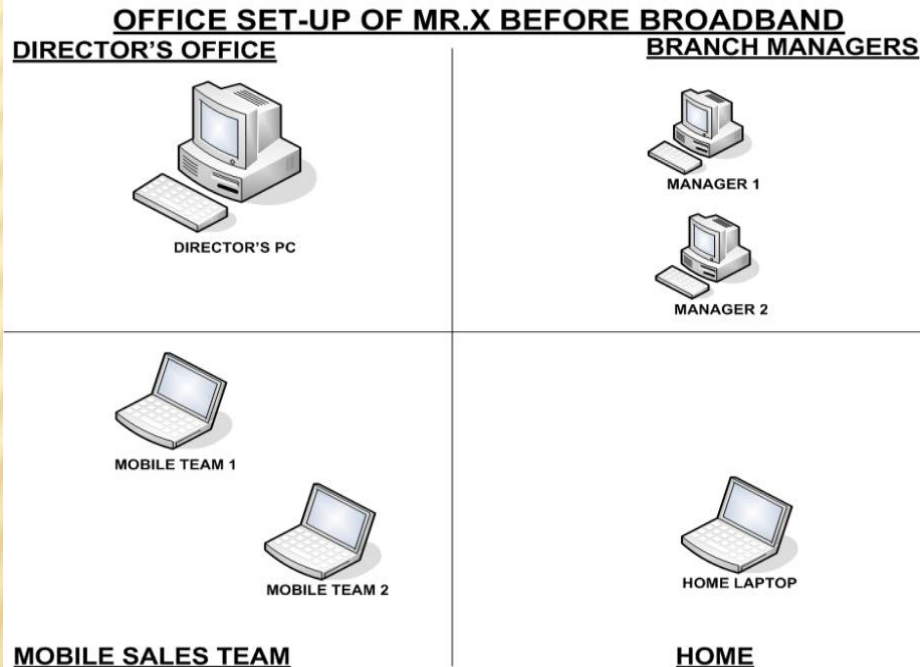 OFFICE SET-UP OF MR.X BEFORE BROADBAND
DIRECTOR'S OFFICE
BRANCH MANAGERS
DIRECTOR'S PC
MANAGER 1
MANAGER 2
MOBILE TEAM 1
MOBILE TEAM 2
HOME LAPTOP
MOBILE SALES TEAM
HOME